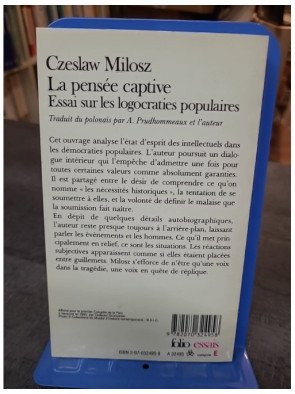 Czeslaw Milosz
La pensée captive
Essai sur les logocraties populaires
Traduit du polonais par A. Prudhommeaux et l'auteur
Cet ouvrage analyse l'état d'esprit des intellectuels dans
les démocraties populaires. L'auteur poursuit un dialo-
gue intérieur qui l'empêche d'admettre une fois pour
toutes certaines valeurs comme absolument garanties.
Il est partagé entre le désir de comprendre ce qu'on
nomme « les nécessités historiques », la tentation de se
soumettre à elles, et la volonté de définir le malaise que
la soumission fait naître.
En dépit de quelques détails autobiographiques,
l'auteur reste presque toujours à l'arrière-plan, laissant
parler les événements et les hommes. Ce qu'il met prin-
cipalement en relief, ce sont les situations. Les réactions
subjectives apparaissent comme si elles étaient placées
entre guillemets. Milosz s'efforce de n'être qu'une voix
dans la tragédie, une voix en quête de réplique.
folio essais